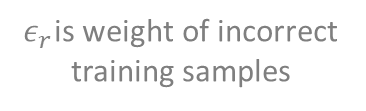 ϵᵣ is weight of incorrect
training samples